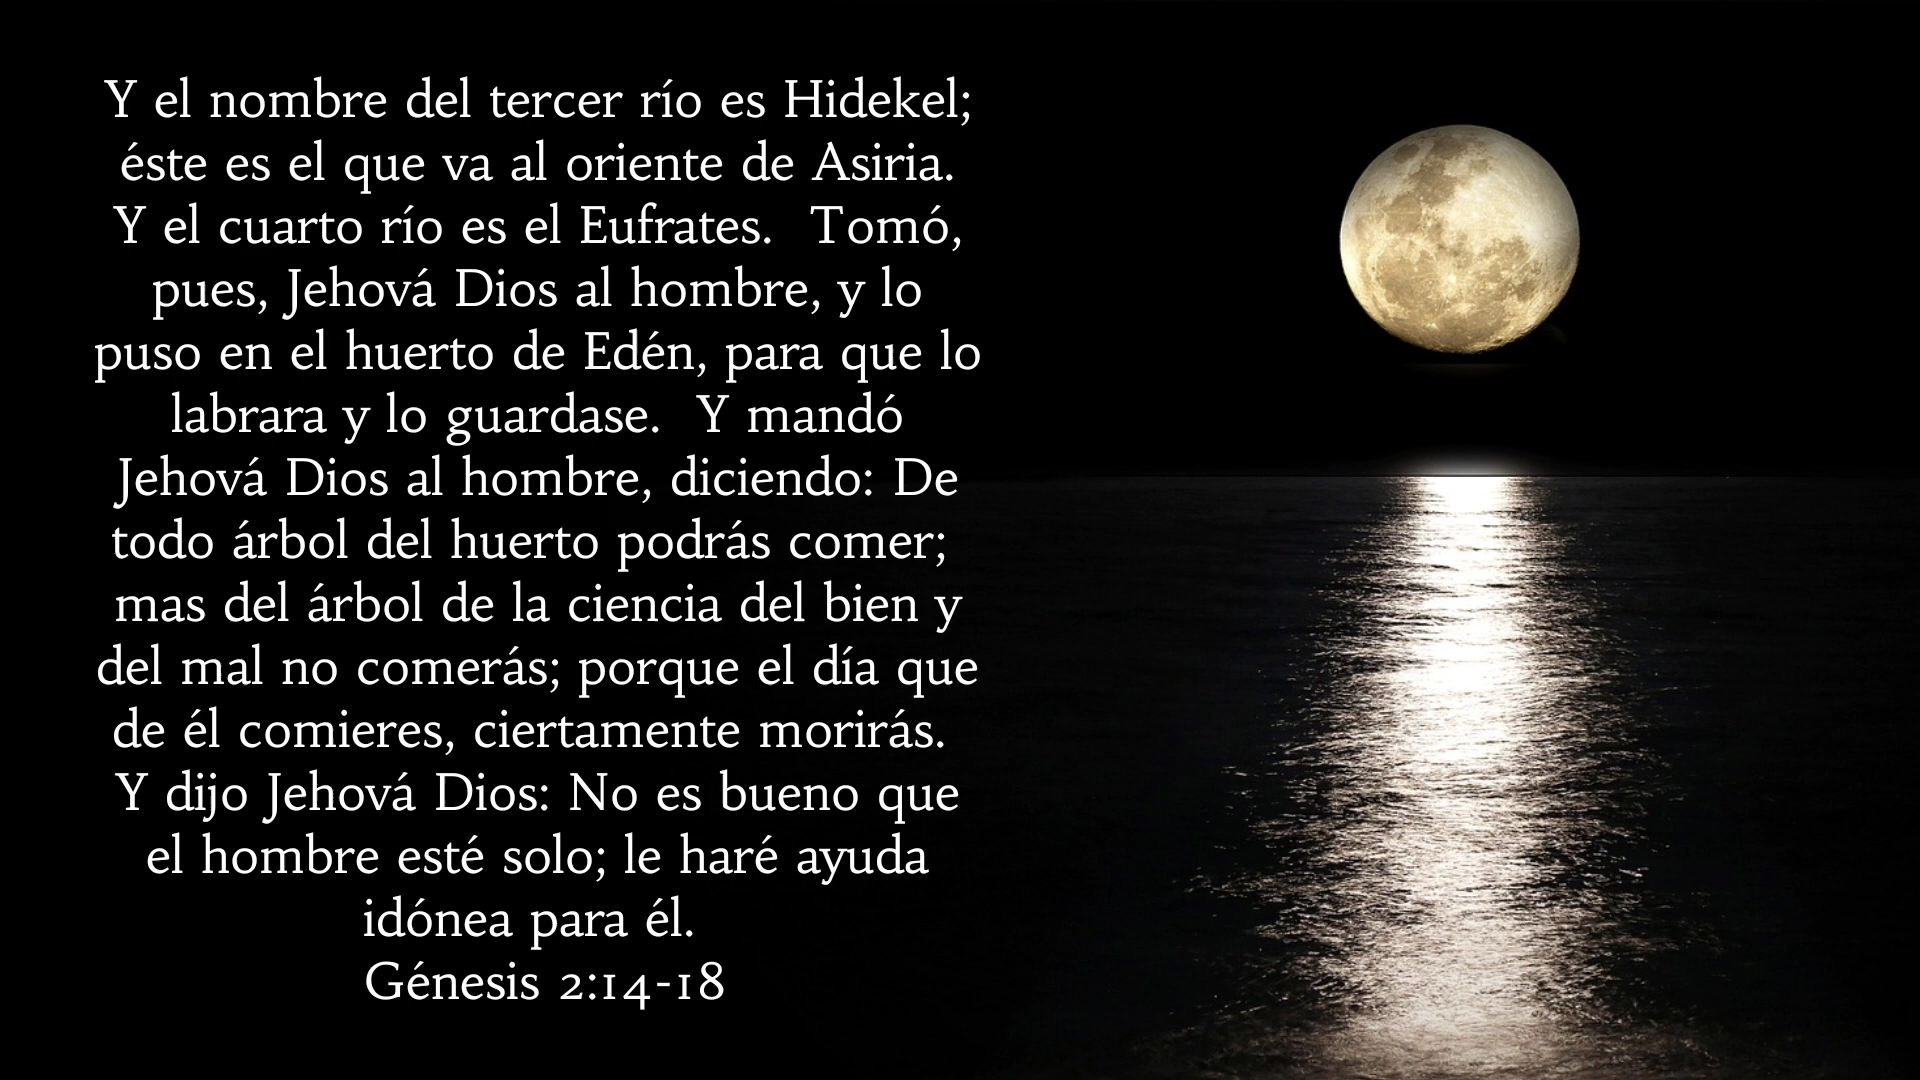 Y el nombre del tercer río es Hidekel;
éste es el que va al oriente de Asiria.
Y el cuarto río es el Eufrates.  Tomó,
pues, Jehová Dios al hombre, y lo
puso en el huerto de Edén, para que lo
labrara y lo guardase.  Y mandó
Jehová Dios al hombre, diciendo: De
todo árbol del huerto podrás comer;
mas del árbol de la ciencia del bien y
del mal no comerás; porque el día que
de él comieres, ciertamente morirás.
Y dijo Jehová Dios: No es bueno que
el hombre esté solo; le haré ayuda
idónea para él.
Génesis 2:14-18